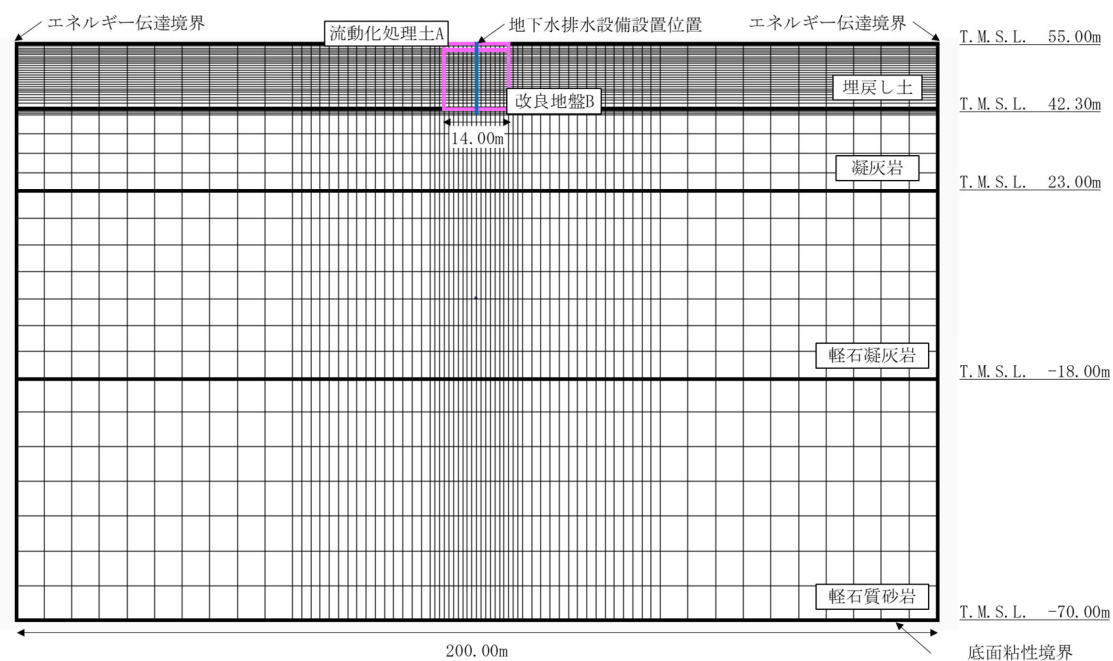 エネルギー伝達境界
流動化処理土A
地下水排水設備設置位置
エネルギー伝達境界
T.M.S.L. 55.00m
埋戻し土
改良地盤B
T.M.S.L. 42.30m
14.00m
凝灰岩
T.M.S.L. 23.00m
軽石凝灰岩
T.M.S.L. -18.00m
軽石質砂岩
T.M.S.L. -70.00m
200.00m
底面粘性境界